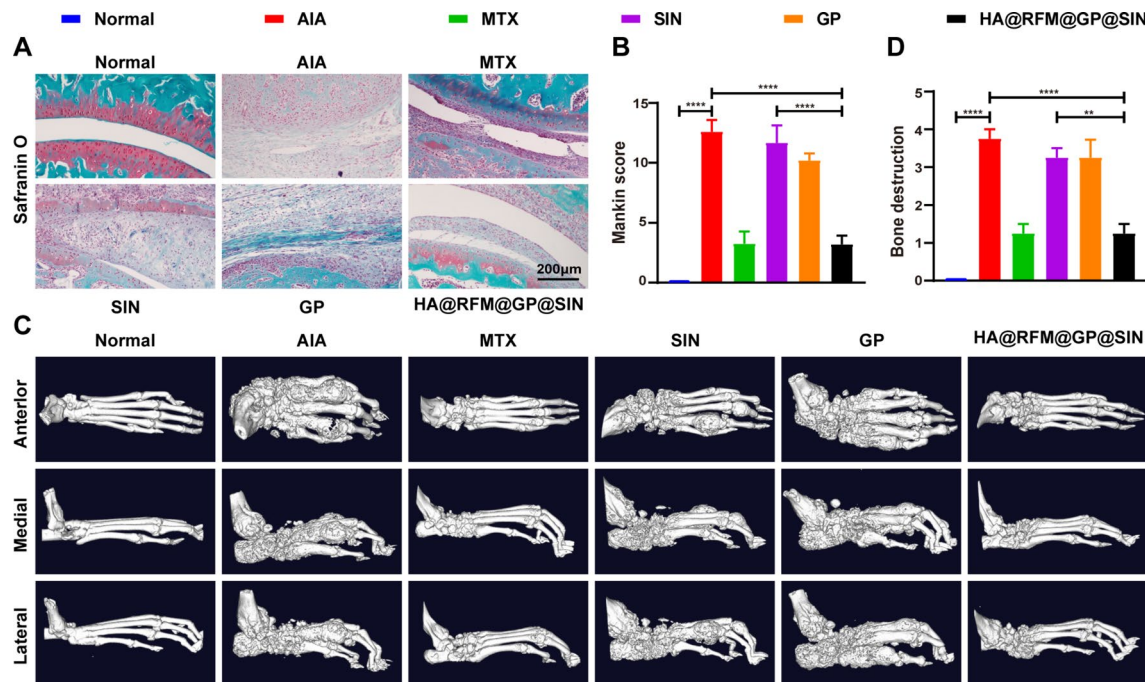 Normal AIA MTX SIN GP HA@RFM@GP@SIN
A
Normal AIA MTX
Safranin O
200μm
SIN GP HA@RFM@GP@SIN
B
Mankin score
15
10
5
0
**** **** ****
D
Bone destruction
5
4
3
2
1
0
**** **** **
C
Normal AIA MTX SIN GP HA@RFM@GP@SIN
Anterlor
Medial
Lateral